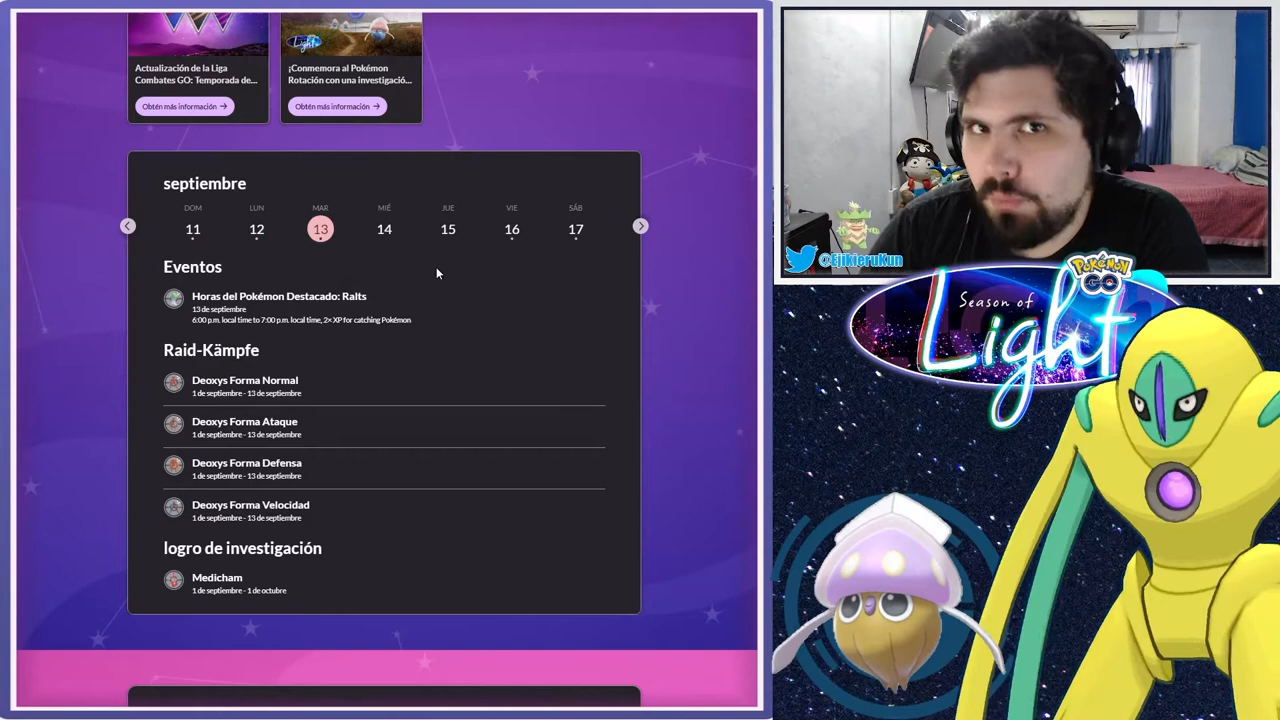 Actualización de la Liga
Combates GO: Temporada de...
Obtén más información →
¡Conmemora al Pokémon
Rotación con una investigació...
Obtén más información →
Light
septiembre
DOM LUN MAR MIÉ JUE VIE SÁB
11 12 13 14 15 16 17
Eventos
Horas del Pokémon Destacado: Ralts
13 de septiembre
6:00 p.m. local time to 7:00 p.m. local time, 2× XP for catching Pokémon
Raid-Kämpfe
Deoxys Forma Normal
1 de septiembre - 13 de septiembre
Deoxys Forma Ataque
1 de septiembre - 13 de septiembre
Deoxys Forma Defensa
1 de septiembre - 13 de septiembre
Deoxys Forma Velocidad
1 de septiembre - 13 de septiembre
logro de investigación
Medicham
1 de septiembre - 1 de octubre
@EjikieruKun
Pokémon
GO
Season of
Light